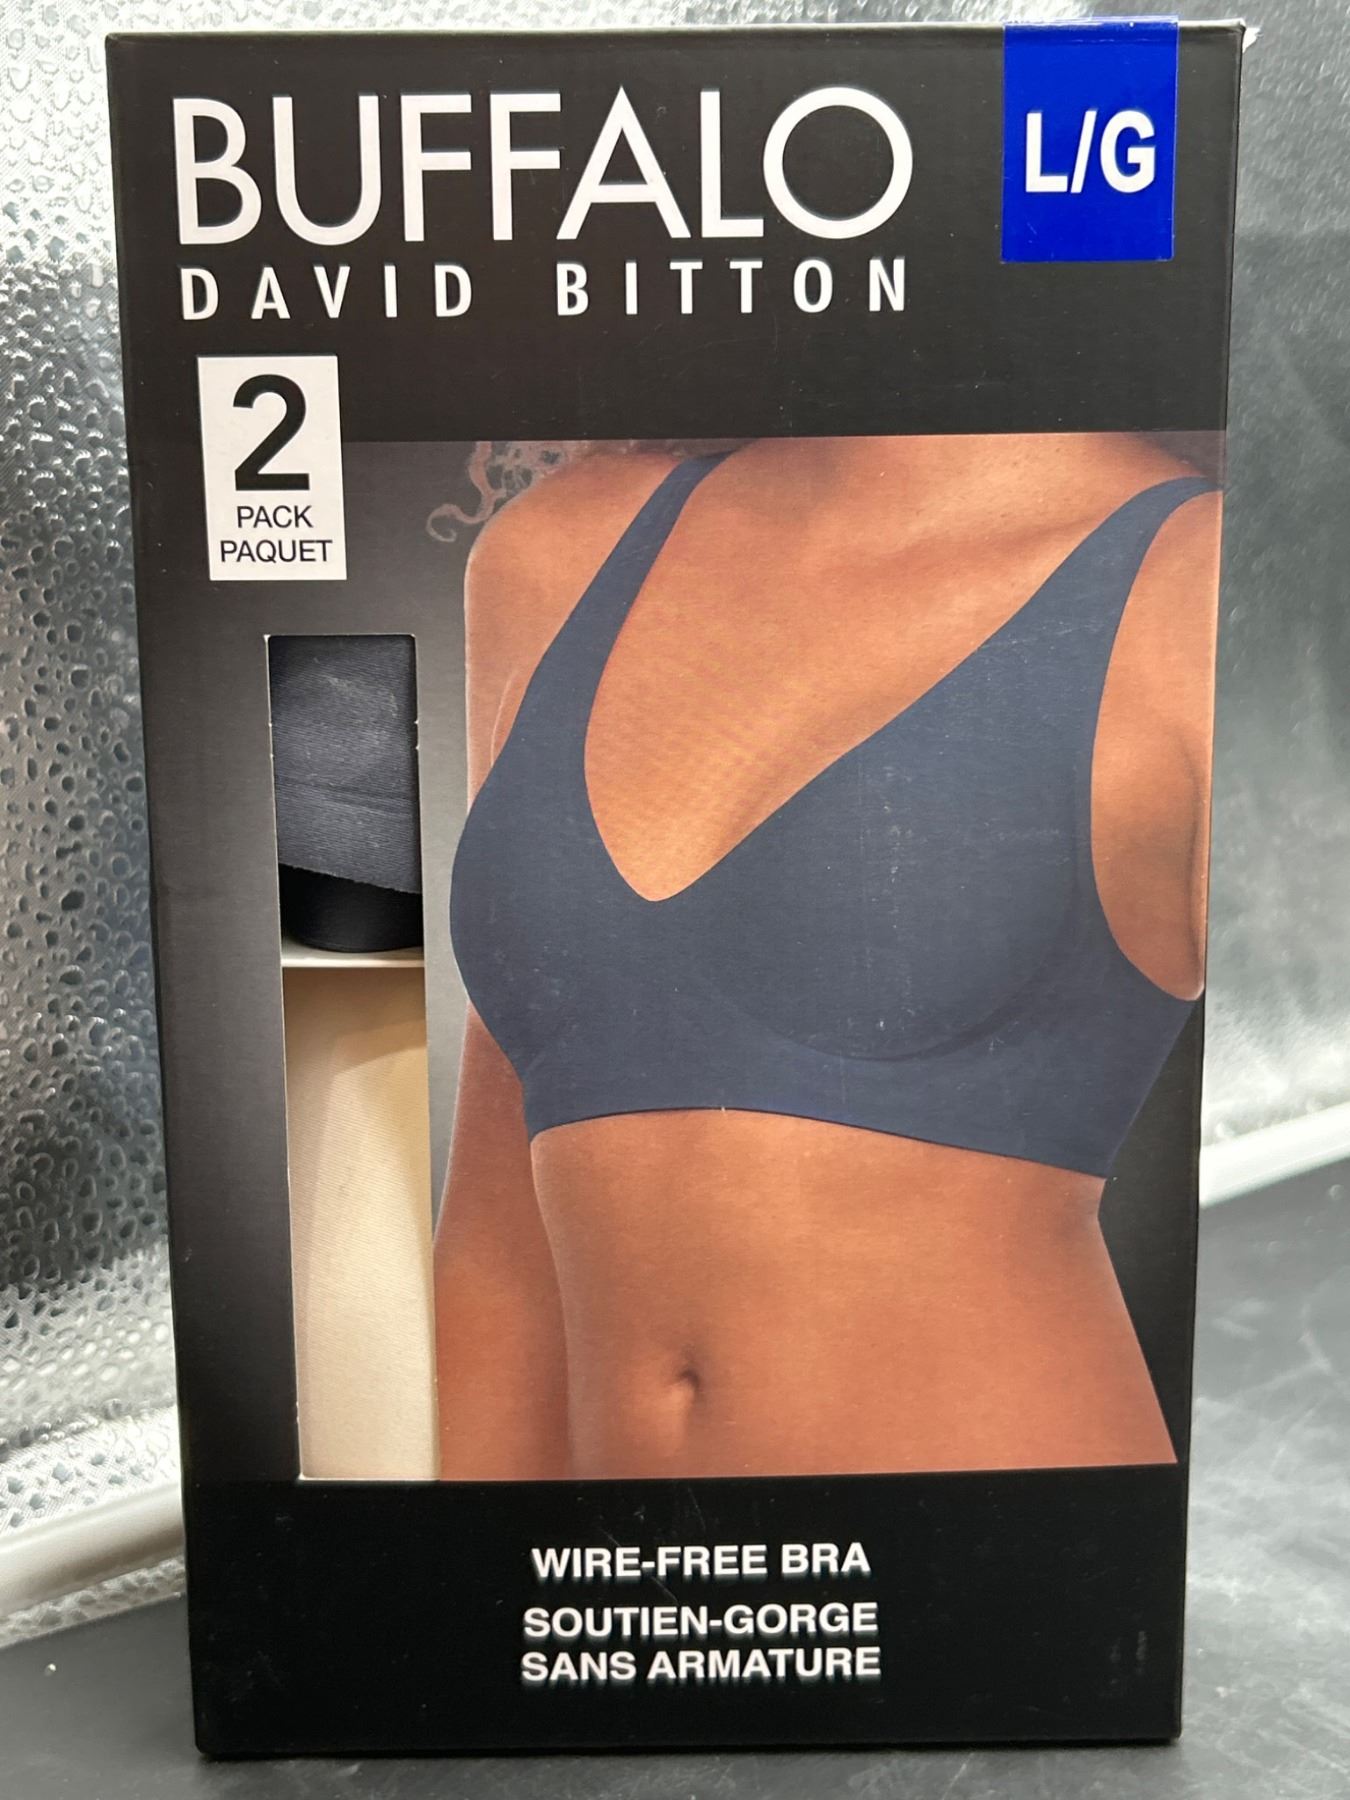 BUFFALO
L/G
DAVID BITTON
2
PACK
PAQUET
WIRE-FREE BRA
SOUTIEN-GORGE
SANS ARMATURE